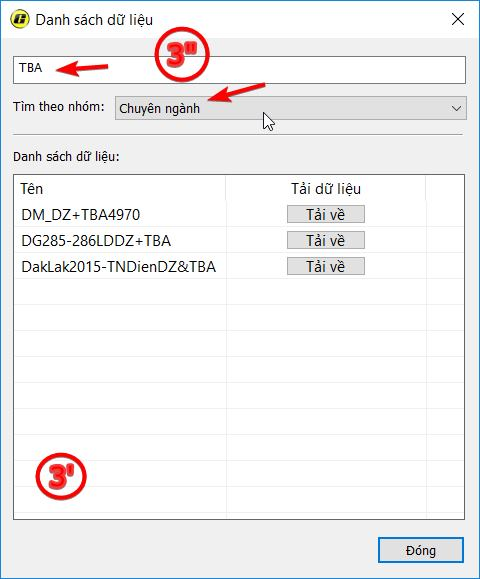 Danh sách dữ liệu
TBA
3"
Tìm theo nhóm: Chuyên ngành
Danh sách dữ liệu:
Tên Tải dữ liệu
DM_DZ+TBA4970 Tải về
DG285-286LDDZ+TBA Tải về
DakLak2015-TNDienDZ&TBA Tải về
3'
Đóng